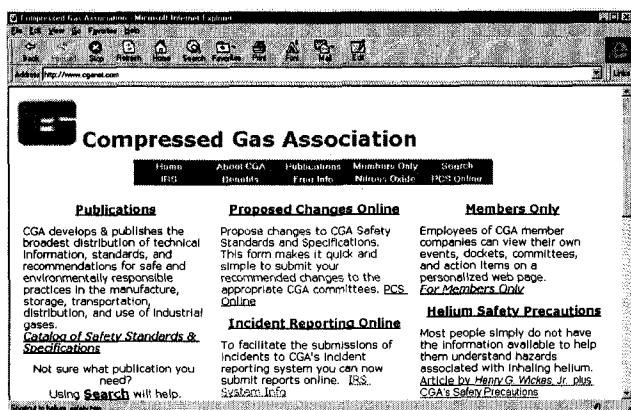 Compressed Gas Association - Microsoft Internet Explorer
File Edit View Go Favorites Help
Back Stop Refresh Home Search Favorites Print Font Mail Edit
Address http://www.cganet.com Links
Compressed Gas Association
Home About CGA Publications Members Only Search
IRS Benefits Free Info Nitrous Oxide PCS Online
Publications
CGA develops & publishes the
broadest distribution of technical
information, standards, and
recommendations for safe and
environmentally responsible
practices in the manufacture,
storage, transportation,
distribution, and use of industrial
gases.
Catalog of Safety Standards &
Specifications
Not sure what publication you
need?
Using Search will help.
Proposed Changes Online
Propose changes to CGA Safety
Standards and Specifications.
This form makes it quick and
simple to submit your
recommended changes to the
appropriate CGA committees. PCS
Online
Incident Reporting Online
To facilitate the submissions of
incidents to CGA's incident
reporting system you can now
submit reports online. IRS
System Info
Members Only
Employees of CGA member
companies can view their own
events, dockets, committees,
and action items on a
personalized web page.
For Members Only
Helium Safety Precautions
Most people simply do not have
the information available to help
them understand hazards
associated with inhaling helium.
Article by Henry G. Wickes, Jr. plus
CGA's Safety Precautions